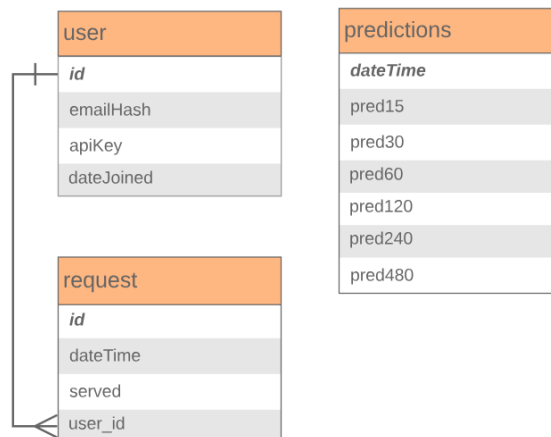 user
id
emailHash
apiKey
dateJoined
request
id
dateTime
served
user_id
predictions
dateTime
pred15
pred30
pred60
pred120
pred240
pred480